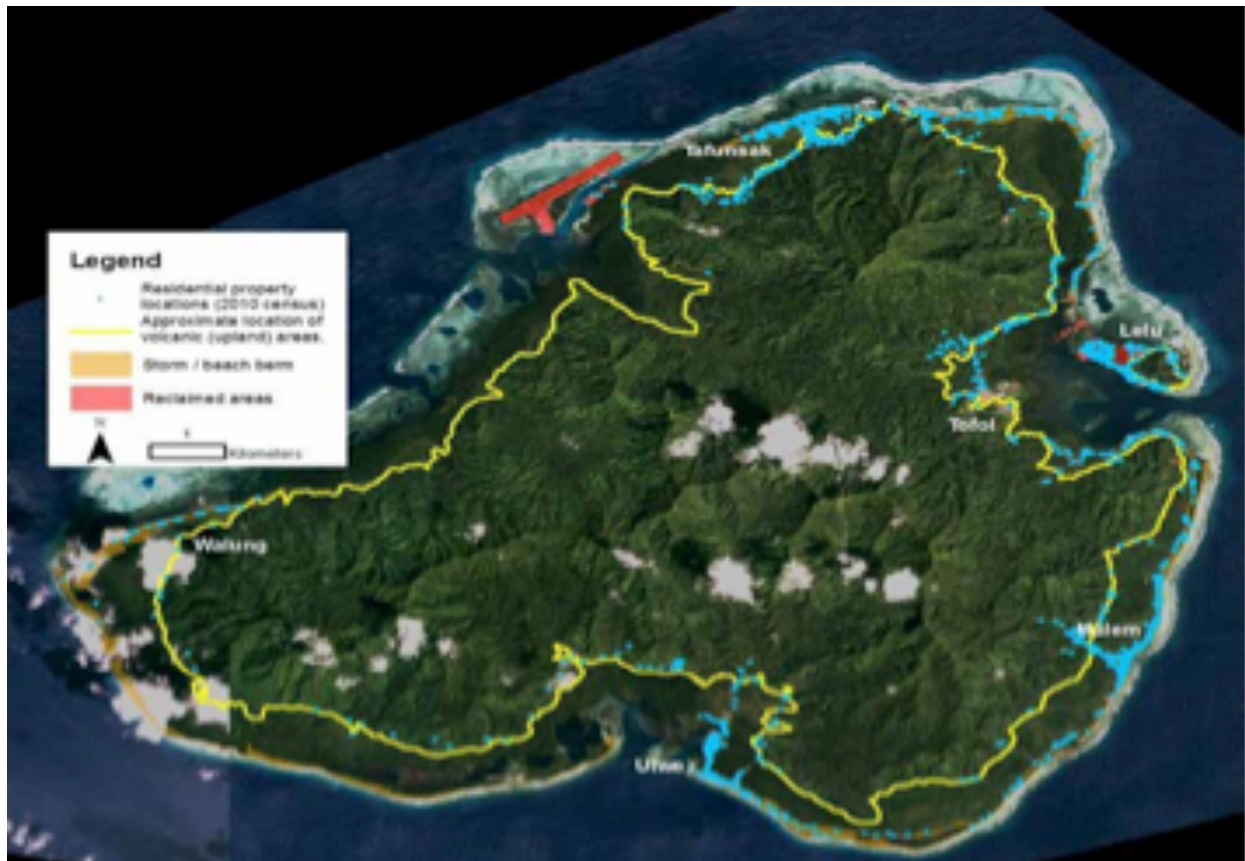 Tafunsak
Legend
Residential property
locations (2010 census)
Approximate location of
volcanic (upland) areas.
Storm / beach berm
Reclaimed areas
N
Kilometers
Lelu
Tofol
Walung
Malem
Utwe